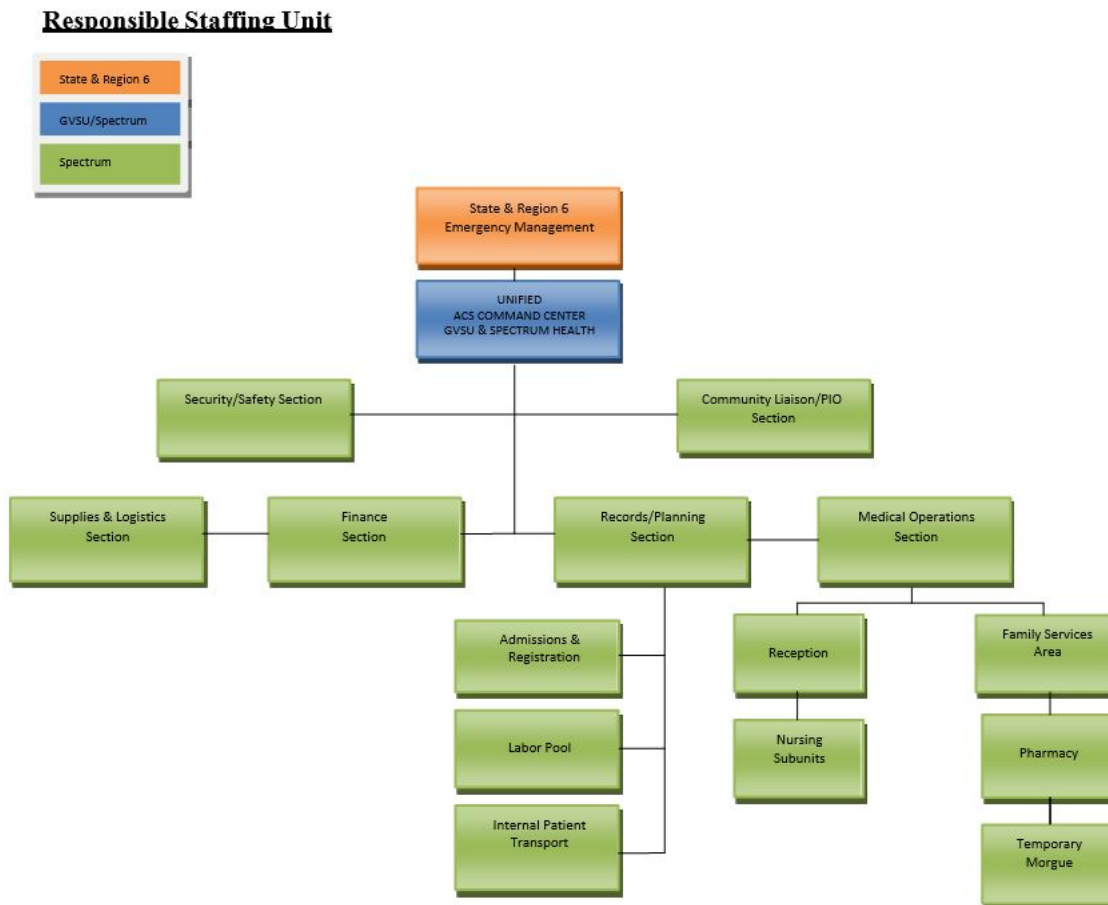 Responsible Staffing Unit
State & Region 6
GVSU/Spectrum
Spectrum
State & Region 6
Emergency Management
UNIFIED
ACS COMMAND CENTER
GVSU & SPECTRUM HEALTH
Security/Safety Section
Community Liaison/PIO
Section
Supplies & Logistics
Section
Finance
Section
Records/Planning
Section
Medical Operations
Section
Admissions &
Registration
Labor Pool
Internal Patient
Transport
Reception
Nursing
Subunits
Family Services
Area
Pharmacy
Temporary
Morgue